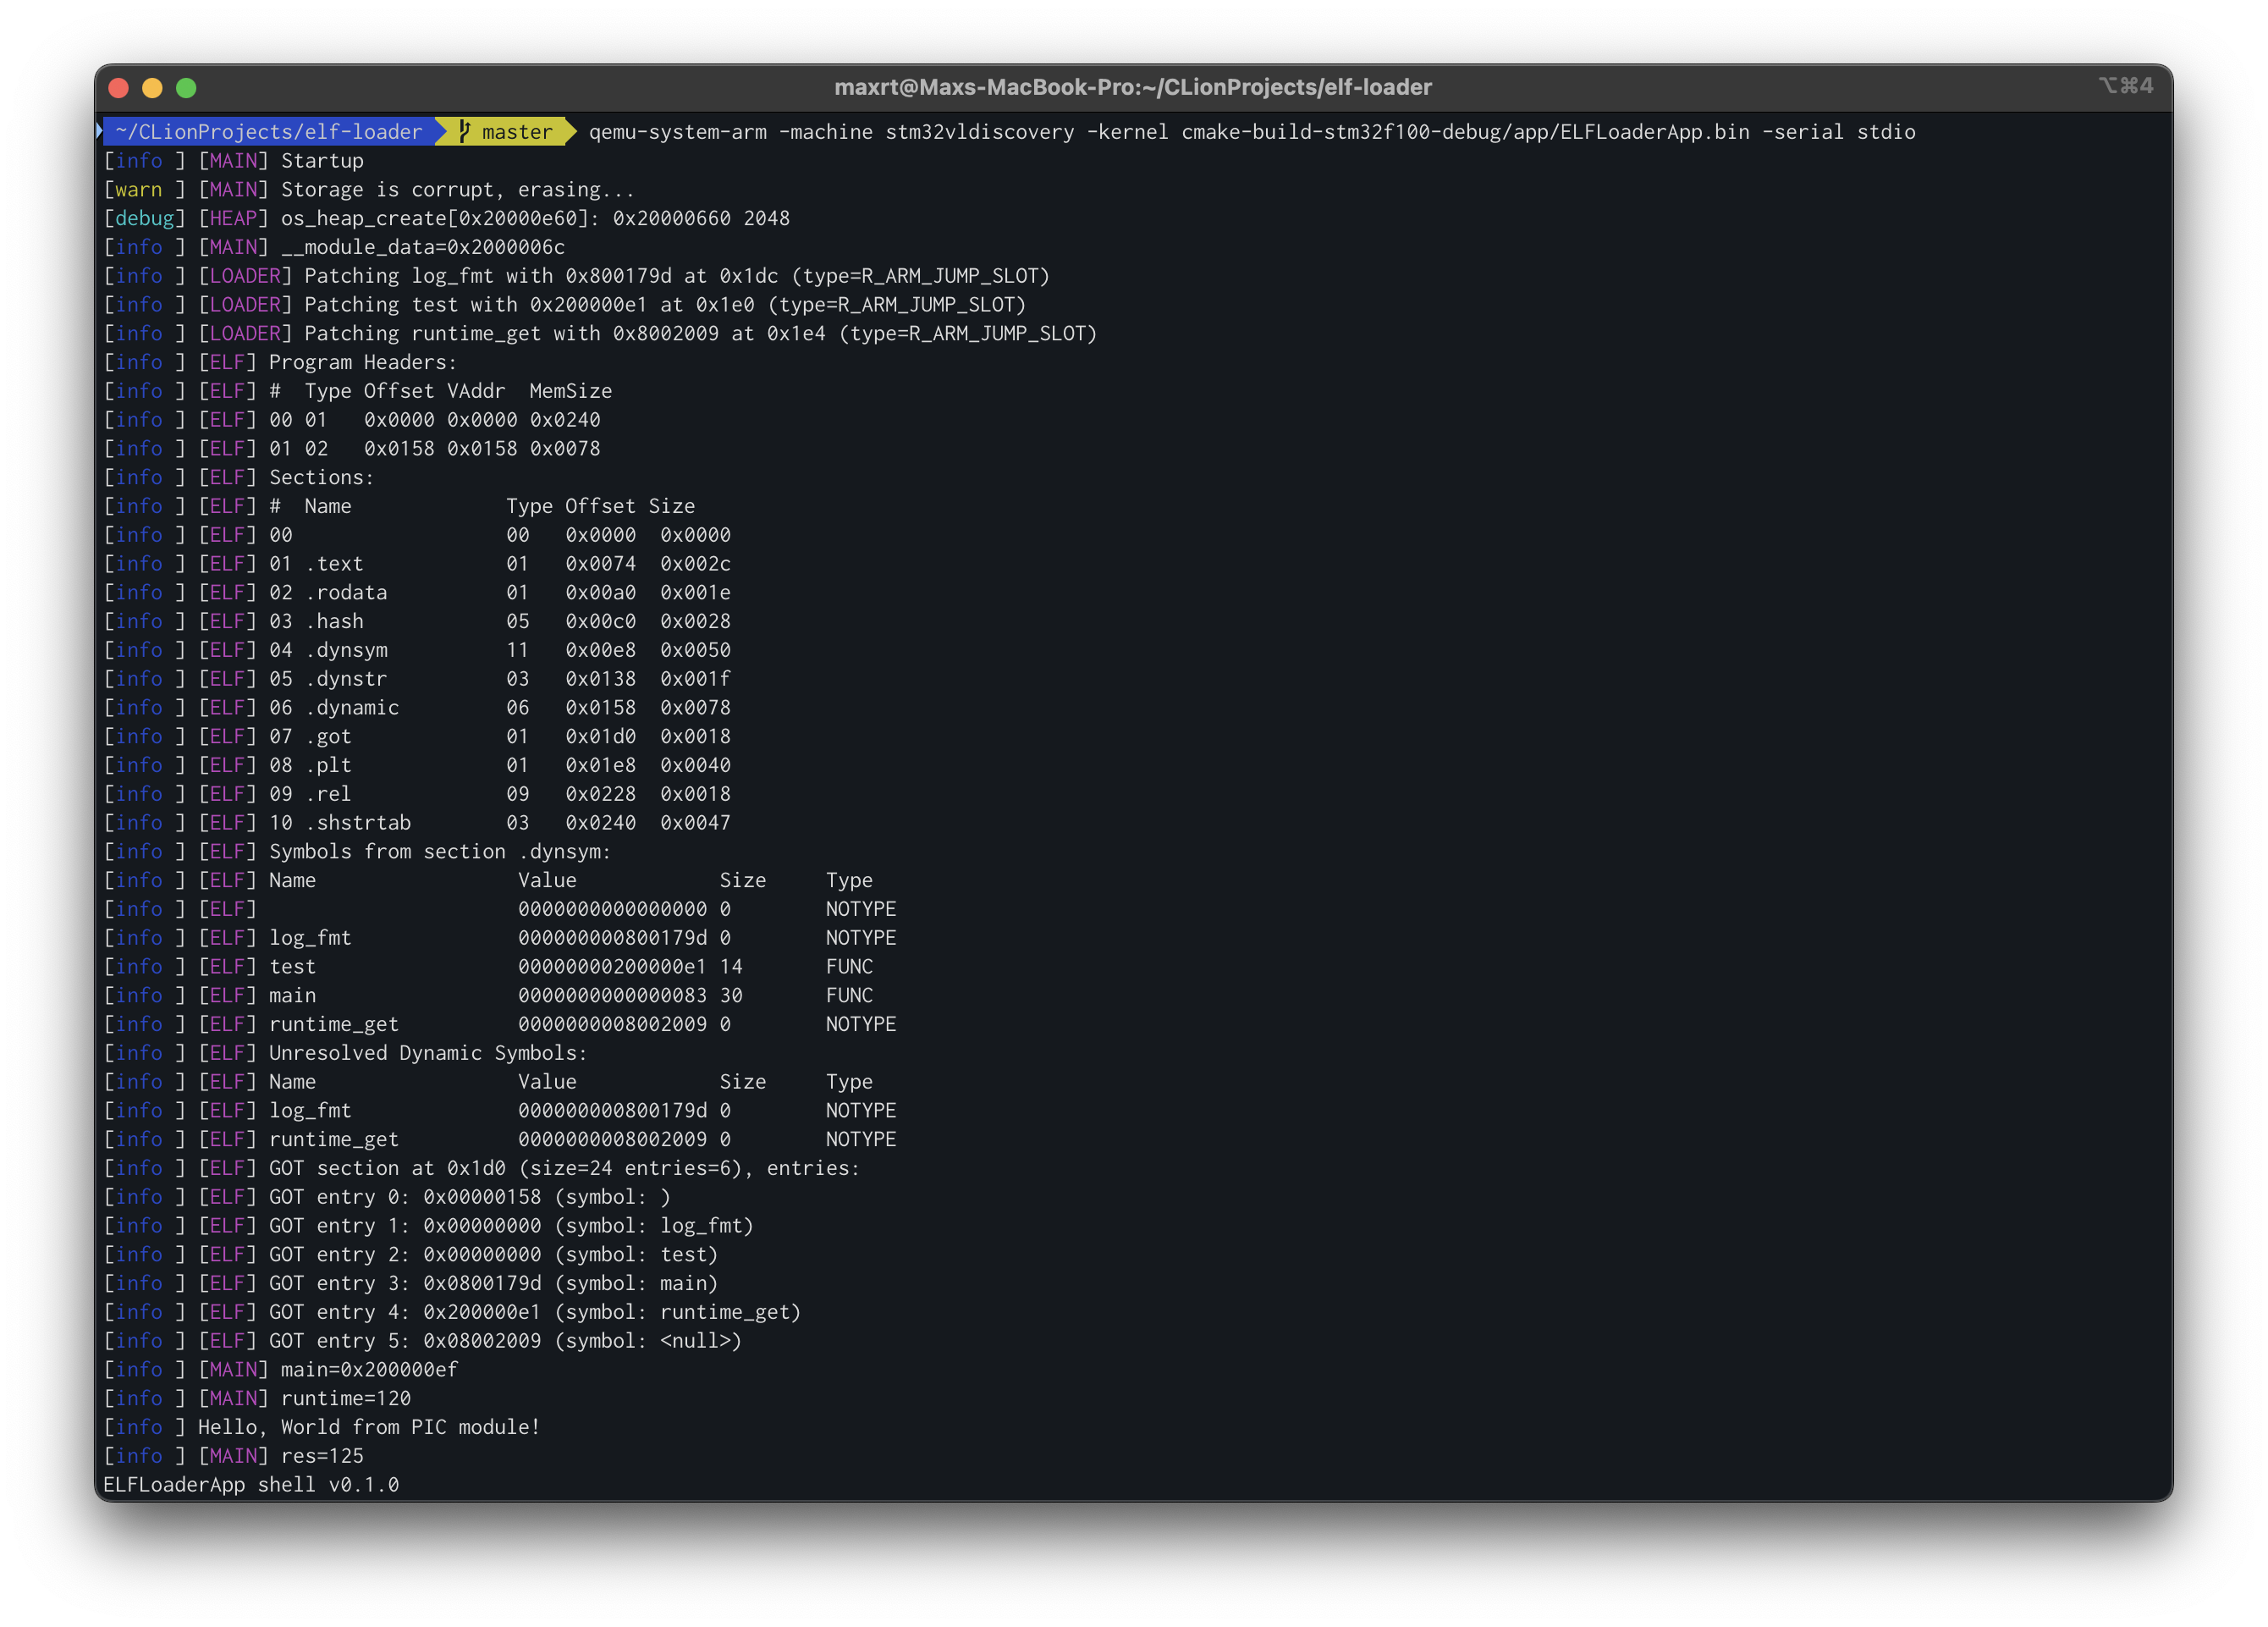 maxrt@Maxs-MacBook-Pro:~/CLionProjects/elf-loader ⌥⌘4
~/CLionProjects/elf-loader master qemu-system-arm -machine stm32vldiscovery -kernel cmake-build-stm32f100-debug/app/ELFLoaderApp.bin -serial stdio
[info ] [MAIN] Startup
[warn ] [MAIN] Storage is corrupt, erasing...
[debug] [HEAP] os_heap_create[0x20000e60]: 0x20000660 2048
[info ] [MAIN] __module_data=0x2000006c
[info ] [LOADER] Patching log_fmt with 0x800179d at 0x1dc (type=R_ARM_JUMP_SLOT)
[info ] [LOADER] Patching test with 0x200000e1 at 0x1e0 (type=R_ARM_JUMP_SLOT)
[info ] [LOADER] Patching runtime_get with 0x8002009 at 0x1e4 (type=R_ARM_JUMP_SLOT)
[info ] [ELF] Program Headers:
[info ] [ELF] #  Type Offset VAddr  MemSize
[info ] [ELF] 00 01   0x0000 0x0000 0x0240
[info ] [ELF] 01 02   0x0158 0x0158 0x0078
[info ] [ELF] Sections:
[info ] [ELF] #  Name             Type Offset Size
[info ] [ELF] 00                  00   0x0000  0x0000
[info ] [ELF] 01 .text            01   0x0074  0x002c
[info ] [ELF] 02 .rodata          01   0x00a0  0x001e
[info ] [ELF] 03 .hash            05   0x00c0  0x0028
[info ] [ELF] 04 .dynsym          11   0x00e8  0x0050
[info ] [ELF] 05 .dynstr          03   0x0138  0x001f
[info ] [ELF] 06 .dynamic         06   0x0158  0x0078
[info ] [ELF] 07 .got             01   0x01d0  0x0018
[info ] [ELF] 08 .plt             01   0x01e8  0x0040
[info ] [ELF] 09 .rel             09   0x0228  0x0018
[info ] [ELF] 10 .shstrtab        03   0x0240  0x0047
[info ] [ELF] Symbols from section .dynsym:
[info ] [ELF] Name                 Value            Size     Type
[info ] [ELF]                      0000000000000000 0        NOTYPE
[info ] [ELF] log_fmt              000000000800179d 0        NOTYPE
[info ] [ELF] test                 00000000200000e1 14       FUNC
[info ] [ELF] main                 0000000000000083 30       FUNC
[info ] [ELF] runtime_get          0000000008002009 0        NOTYPE
[info ] [ELF] Unresolved Dynamic Symbols:
[info ] [ELF] Name                 Value            Size     Type
[info ] [ELF] log_fmt              000000000800179d 0        NOTYPE
[info ] [ELF] runtime_get          0000000008002009 0        NOTYPE
[info ] [ELF] GOT section at 0x1d0 (size=24 entries=6), entries:
[info ] [ELF] GOT entry 0: 0x00000158 (symbol: )
[info ] [ELF] GOT entry 1: 0x00000000 (symbol: log_fmt)
[info ] [ELF] GOT entry 2: 0x00000000 (symbol: test)
[info ] [ELF] GOT entry 3: 0x0800179d (symbol: main)
[info ] [ELF] GOT entry 4: 0x200000e1 (symbol: runtime_get)
[info ] [ELF] GOT entry 5: 0x08002009 (symbol: <null>)
[info ] [MAIN] main=0x200000ef
[info ] [MAIN] runtime=120
[info ] Hello, World from PIC module!
[info ] [MAIN] res=125
ELFLoaderApp shell v0.1.0